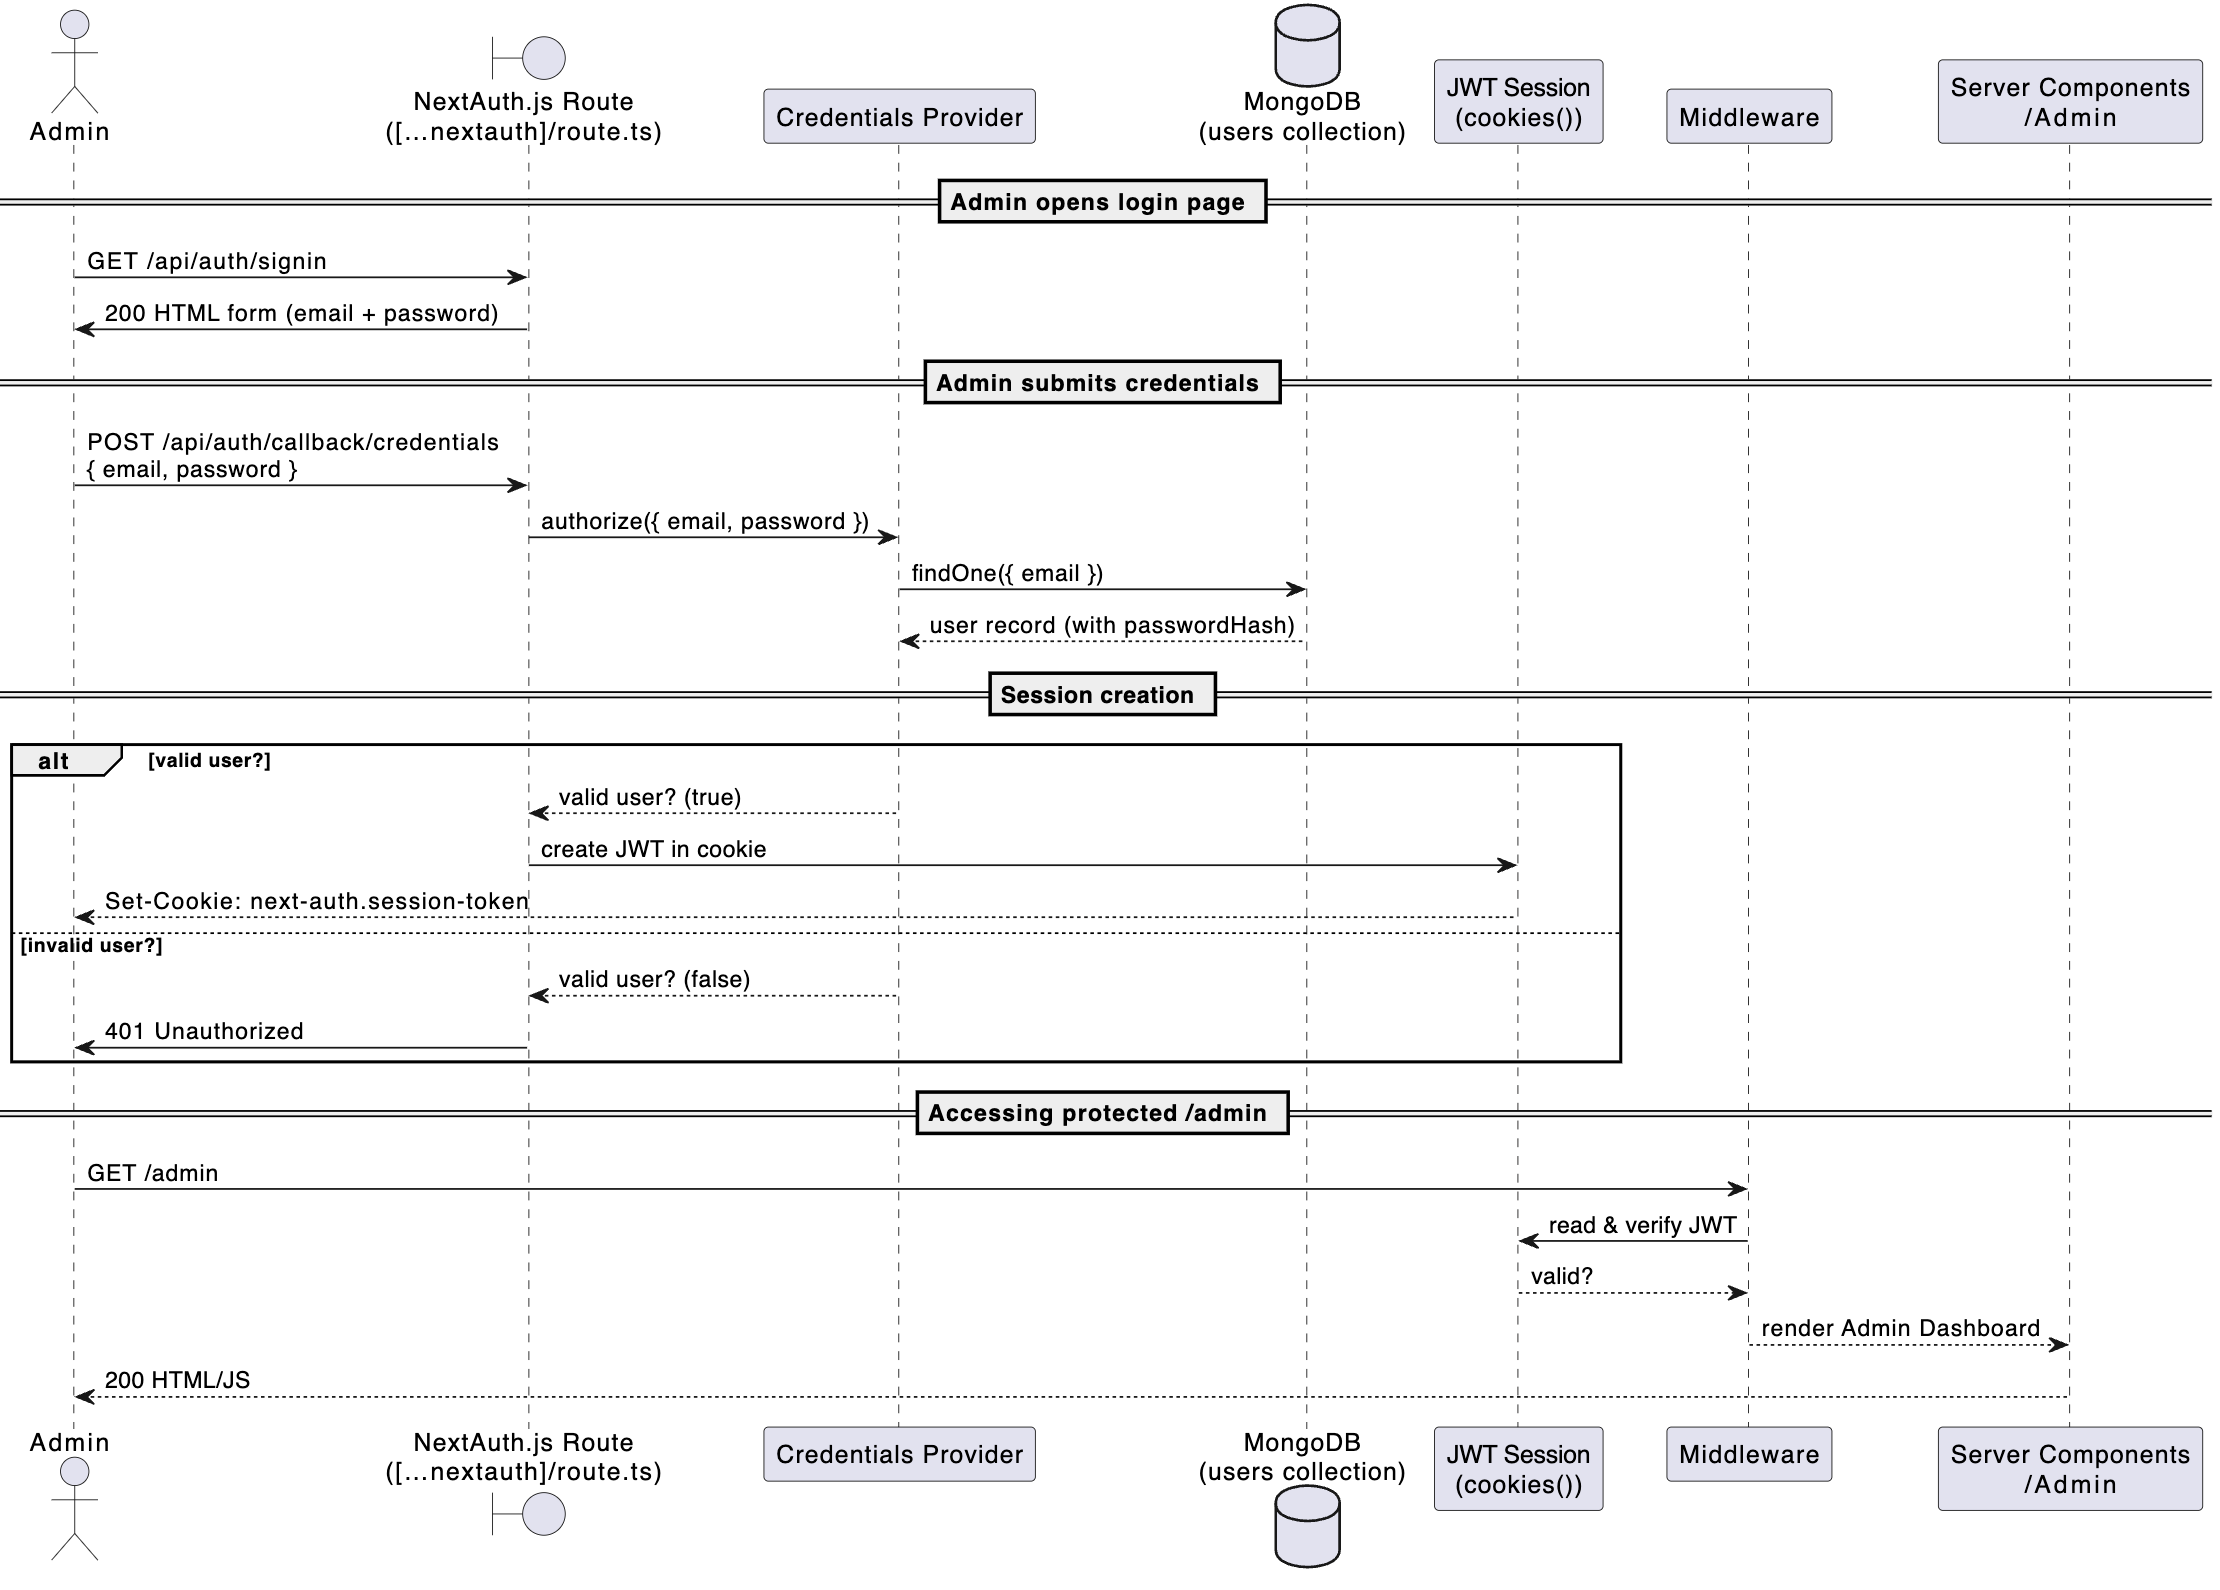 Admin
NextAuth.js Route
([...nextauth]/route.ts)
Credentials Provider
MongoDB
(users collection)
JWT Session
(cookies())
Middleware
Server Components
/Admin
Admin opens login page
GET /api/auth/signin
200 HTML form (email + password)
Admin submits credentials
POST /api/auth/callback/credentials
{ email, password }
authorize({ email, password })
findOne({ email })
user record (with passwordHash)
Session creation
alt
[valid user?]
valid user? (true)
create JWT in cookie
Set-Cookie: next-auth.session-token
[invalid user?]
valid user? (false)
401 Unauthorized
Accessing protected /admin
GET /admin
read & verify JWT
valid?
render Admin Dashboard
200 HTML/JS
Admin
NextAuth.js Route
([...nextauth]/route.ts)
Credentials Provider
MongoDB
(users collection)
JWT Session
(cookies())
Middleware
Server Components
/Admin